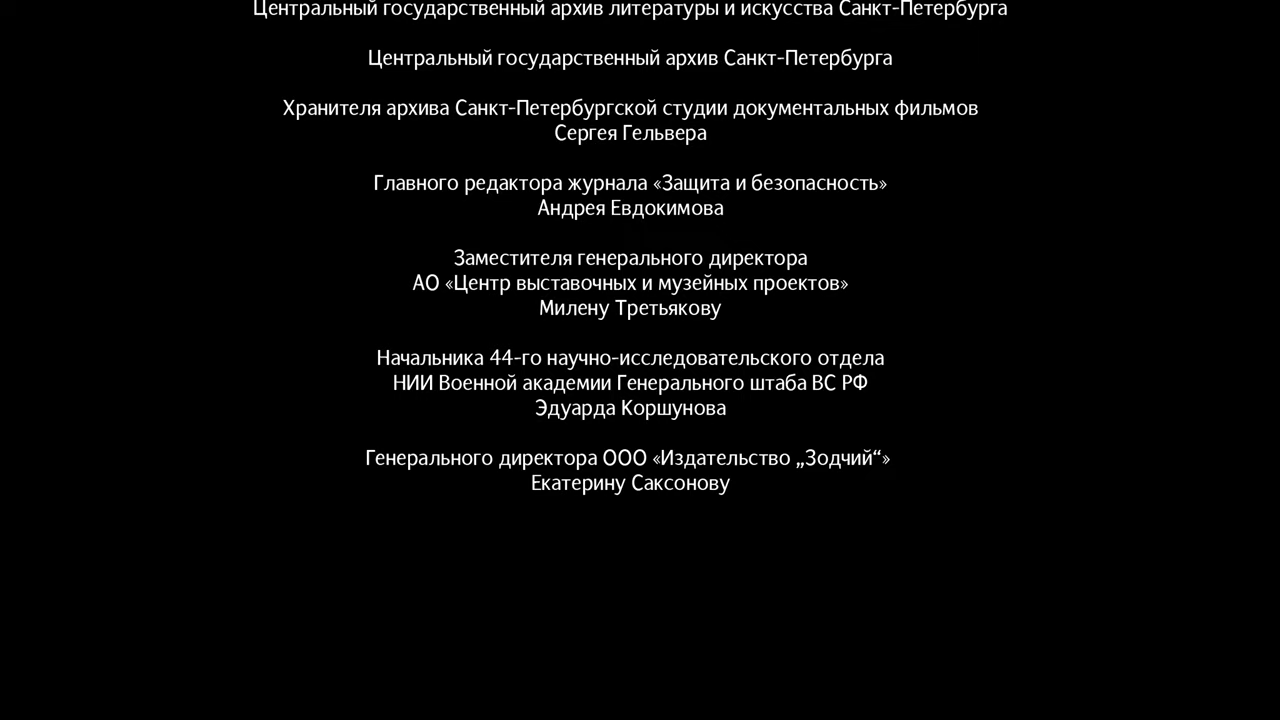 Центральный государственный архив литературы и искусства Санкт-Петербурга
Центральный государственный архив Санкт-Петербурга
Хранителя архива Санкт-Петербургской студии документальных фильмов
Сергея Гельвера
Главного редактора журнала «Защита и безопасность»
Андрея Евдокимова
Заместителя генерального директора
АО «Центр выставочных и музейных проектов»
Милену Третьякову
Начальника 44-го научно-исследовательского отдела
НИИ Военной академии Генерального штаба ВС РФ
Эдуарда Коршунова
Генерального директора ООО «Издательство „Зодчий“»
Екатерину Саксонову